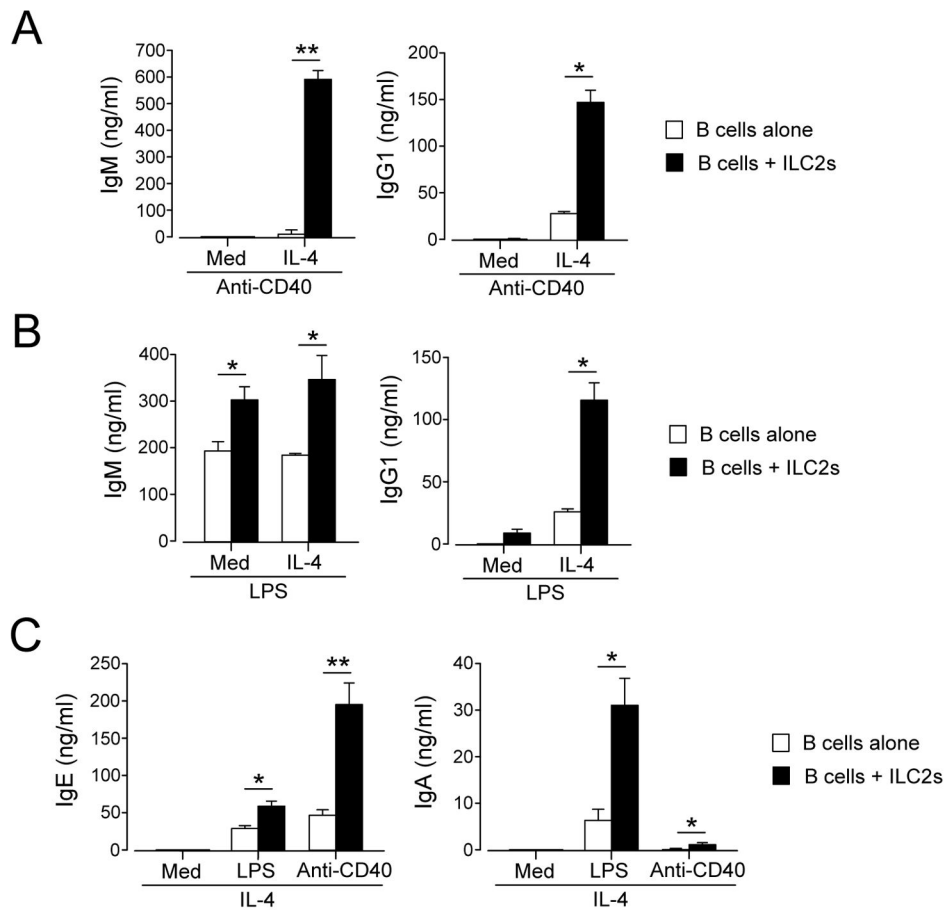 A
IgM (ng/ml)
700
600
500
400
300
200
100
0
**
Med
IL-4
Anti-CD40
IgG1 (ng/ml)
200
150
100
50
0
*
Med
IL-4
Anti-CD40
B cells alone
B cells + ILC2s
B
IgM (ng/ml)
400
300
200
100
0
*
*
Med
IL-4
LPS
IgG1 (ng/ml)
150
100
50
0
*
Med
IL-4
LPS
B cells alone
B cells + ILC2s
C
IgE (ng/ml)
250
200
150
100
50
0
*
**
Med
LPS
Anti-CD40
IL-4
IgA (ng/ml)
40
30
20
10
0
*
*
Med
LPS
Anti-CD40
IL-4
B cells alone
B cells + ILC2s